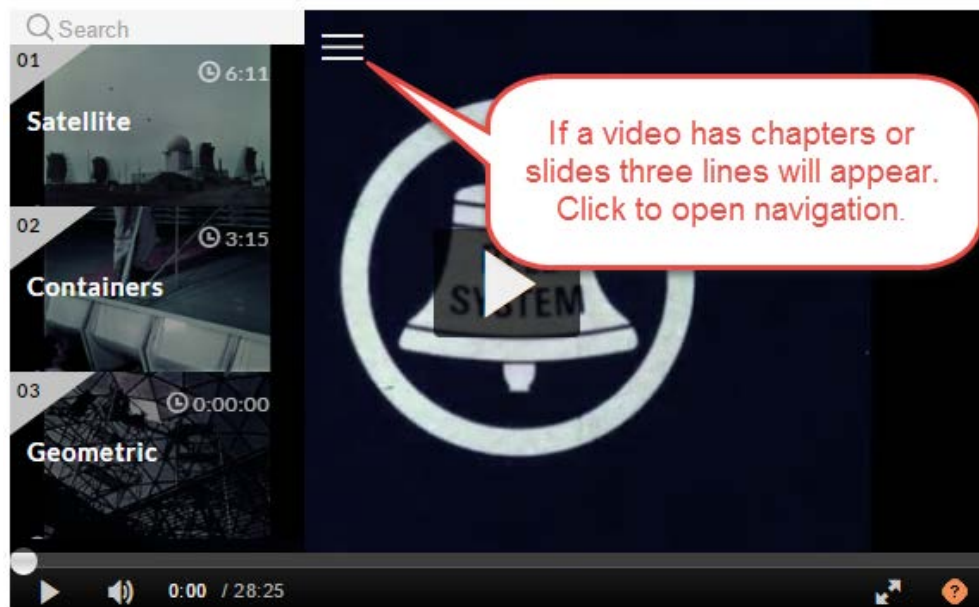 Search
01
6:11
Satellite
02
3:15
Containers
03
0:00:00
Geometric
If a video has chapters or
slides three lines will appear.
Click to open navigation.
SYSTEM
0:00 / 28:25
?